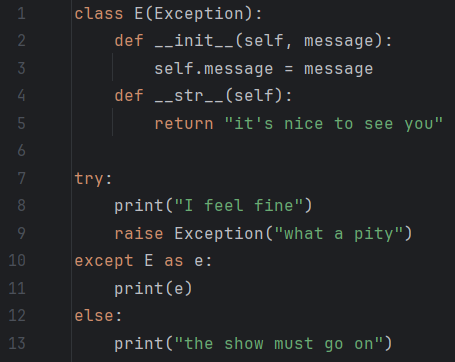 1 class E(Exception):
2     def __init__(self, message):
3         self.message = message
4     def __str__(self):
5         return "it's nice to see you"
6
7 try:
8     print("I feel fine")
9     raise Exception("what a pity")
10 except E as e:
11     print(e)
12 else:
13     print("the show must go on")